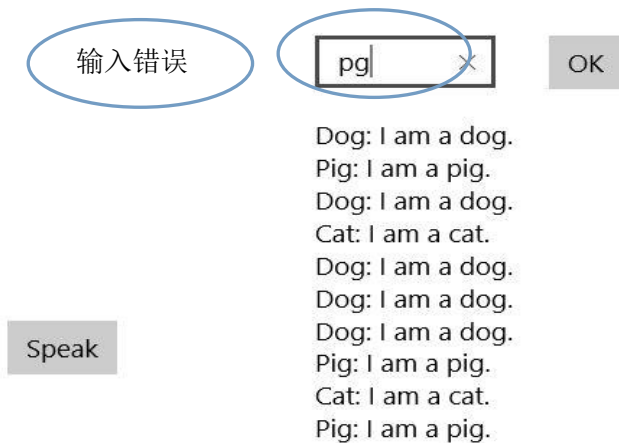 输入错误
pg
OK
Dog: I am a dog.
Pig: I am a pig.
Dog: I am a dog.
Cat: I am a cat.
Dog: I am a dog.
Dog: I am a dog.
Dog: I am a dog.
Speak
Pig: I am a pig.
Cat: I am a cat.
Pig: I am a pig.